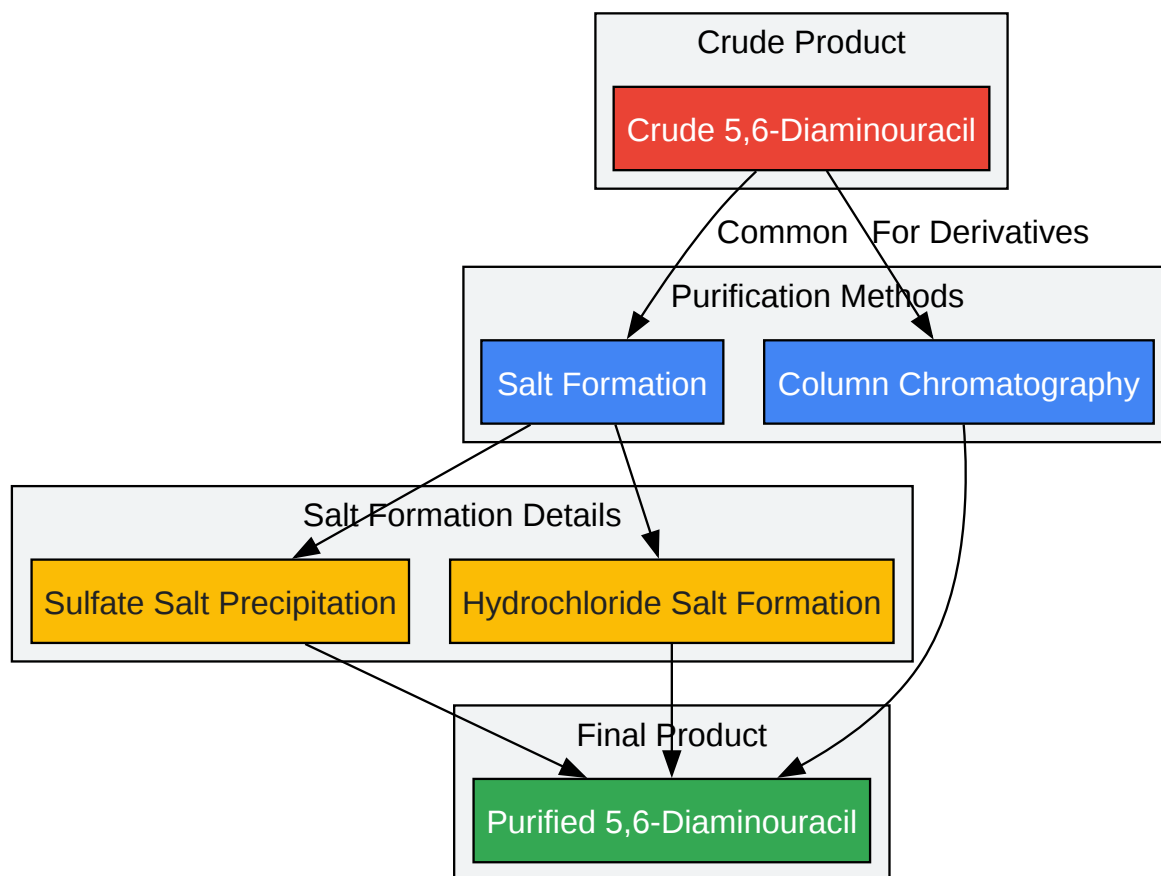 Crude Product
Crude 5,6-Diaminouracil
Common
For Derivatives
Purification Methods
Salt Formation
Column Chromatography
Salt Formation Details
Sulfate Salt Precipitation
Hydrochloride Salt Formation
Final Product
Purified 5,6-Diaminouracil